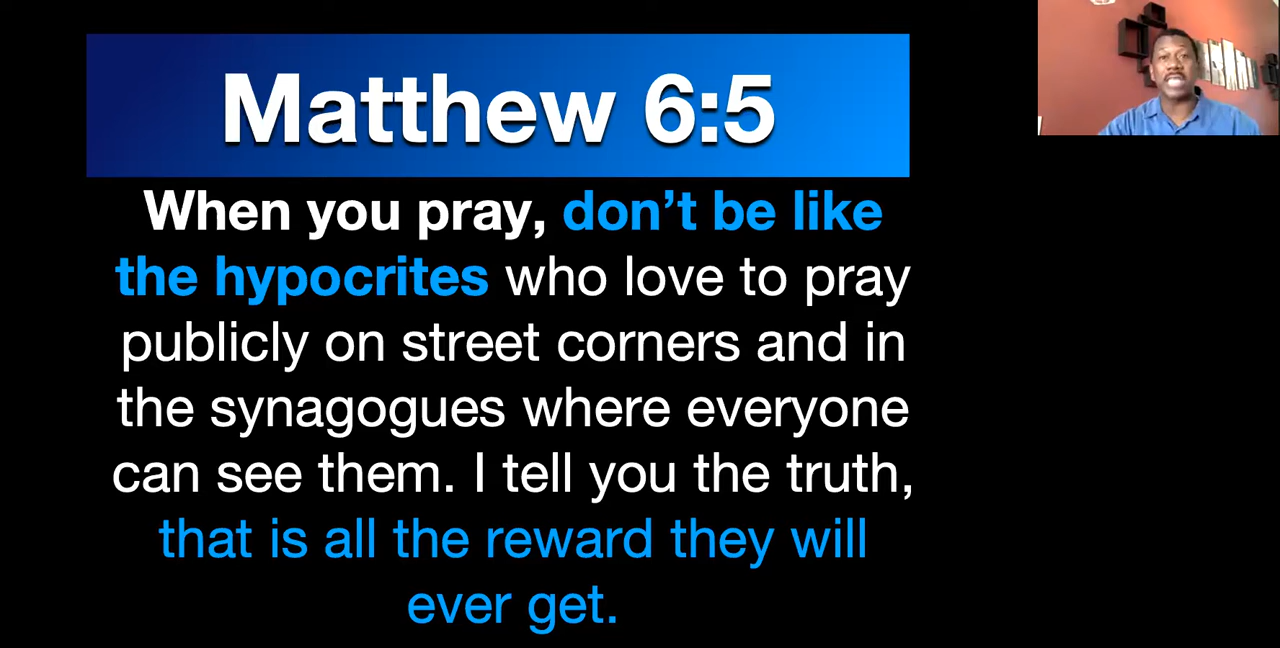 Matthew 6:5
When you pray, don’t be like
the hypocrites who love to pray
publicly on street corners and in
the synagogues where everyone
can see them. I tell you the truth,
that is all the reward they will
ever get.